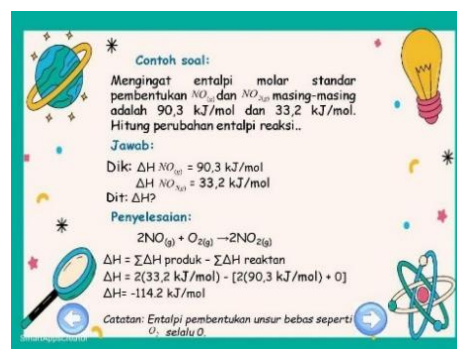 Contoh soal:
Mengingat entalpi molar standar
pembentukan NO(g) dan NO2(g) masing-masing
adalah 90,3 kJ/mol dan 33,2 kJ/mol.
Hitung perubahan entalpi reaksi..
Jawab:
Dik: ΔH NO(g) = 90,3 kJ/mol
ΔH NO2(g) = 33,2 kJ/mol
Dit: ΔH?
Penyelesaian:
2NO(g) + O2(g) →2NO2(g)
ΔH = ∑ΔH produk - ∑ΔH reaktan
ΔH = 2(33,2 kJ/mol) - [2(90,3 kJ/mol) + 0]
ΔH= -114.2 kJ/mol
Catatan: Entalpi pembentukan unsur bebas seperti
O2 selalu 0.
SmartAppsCreator